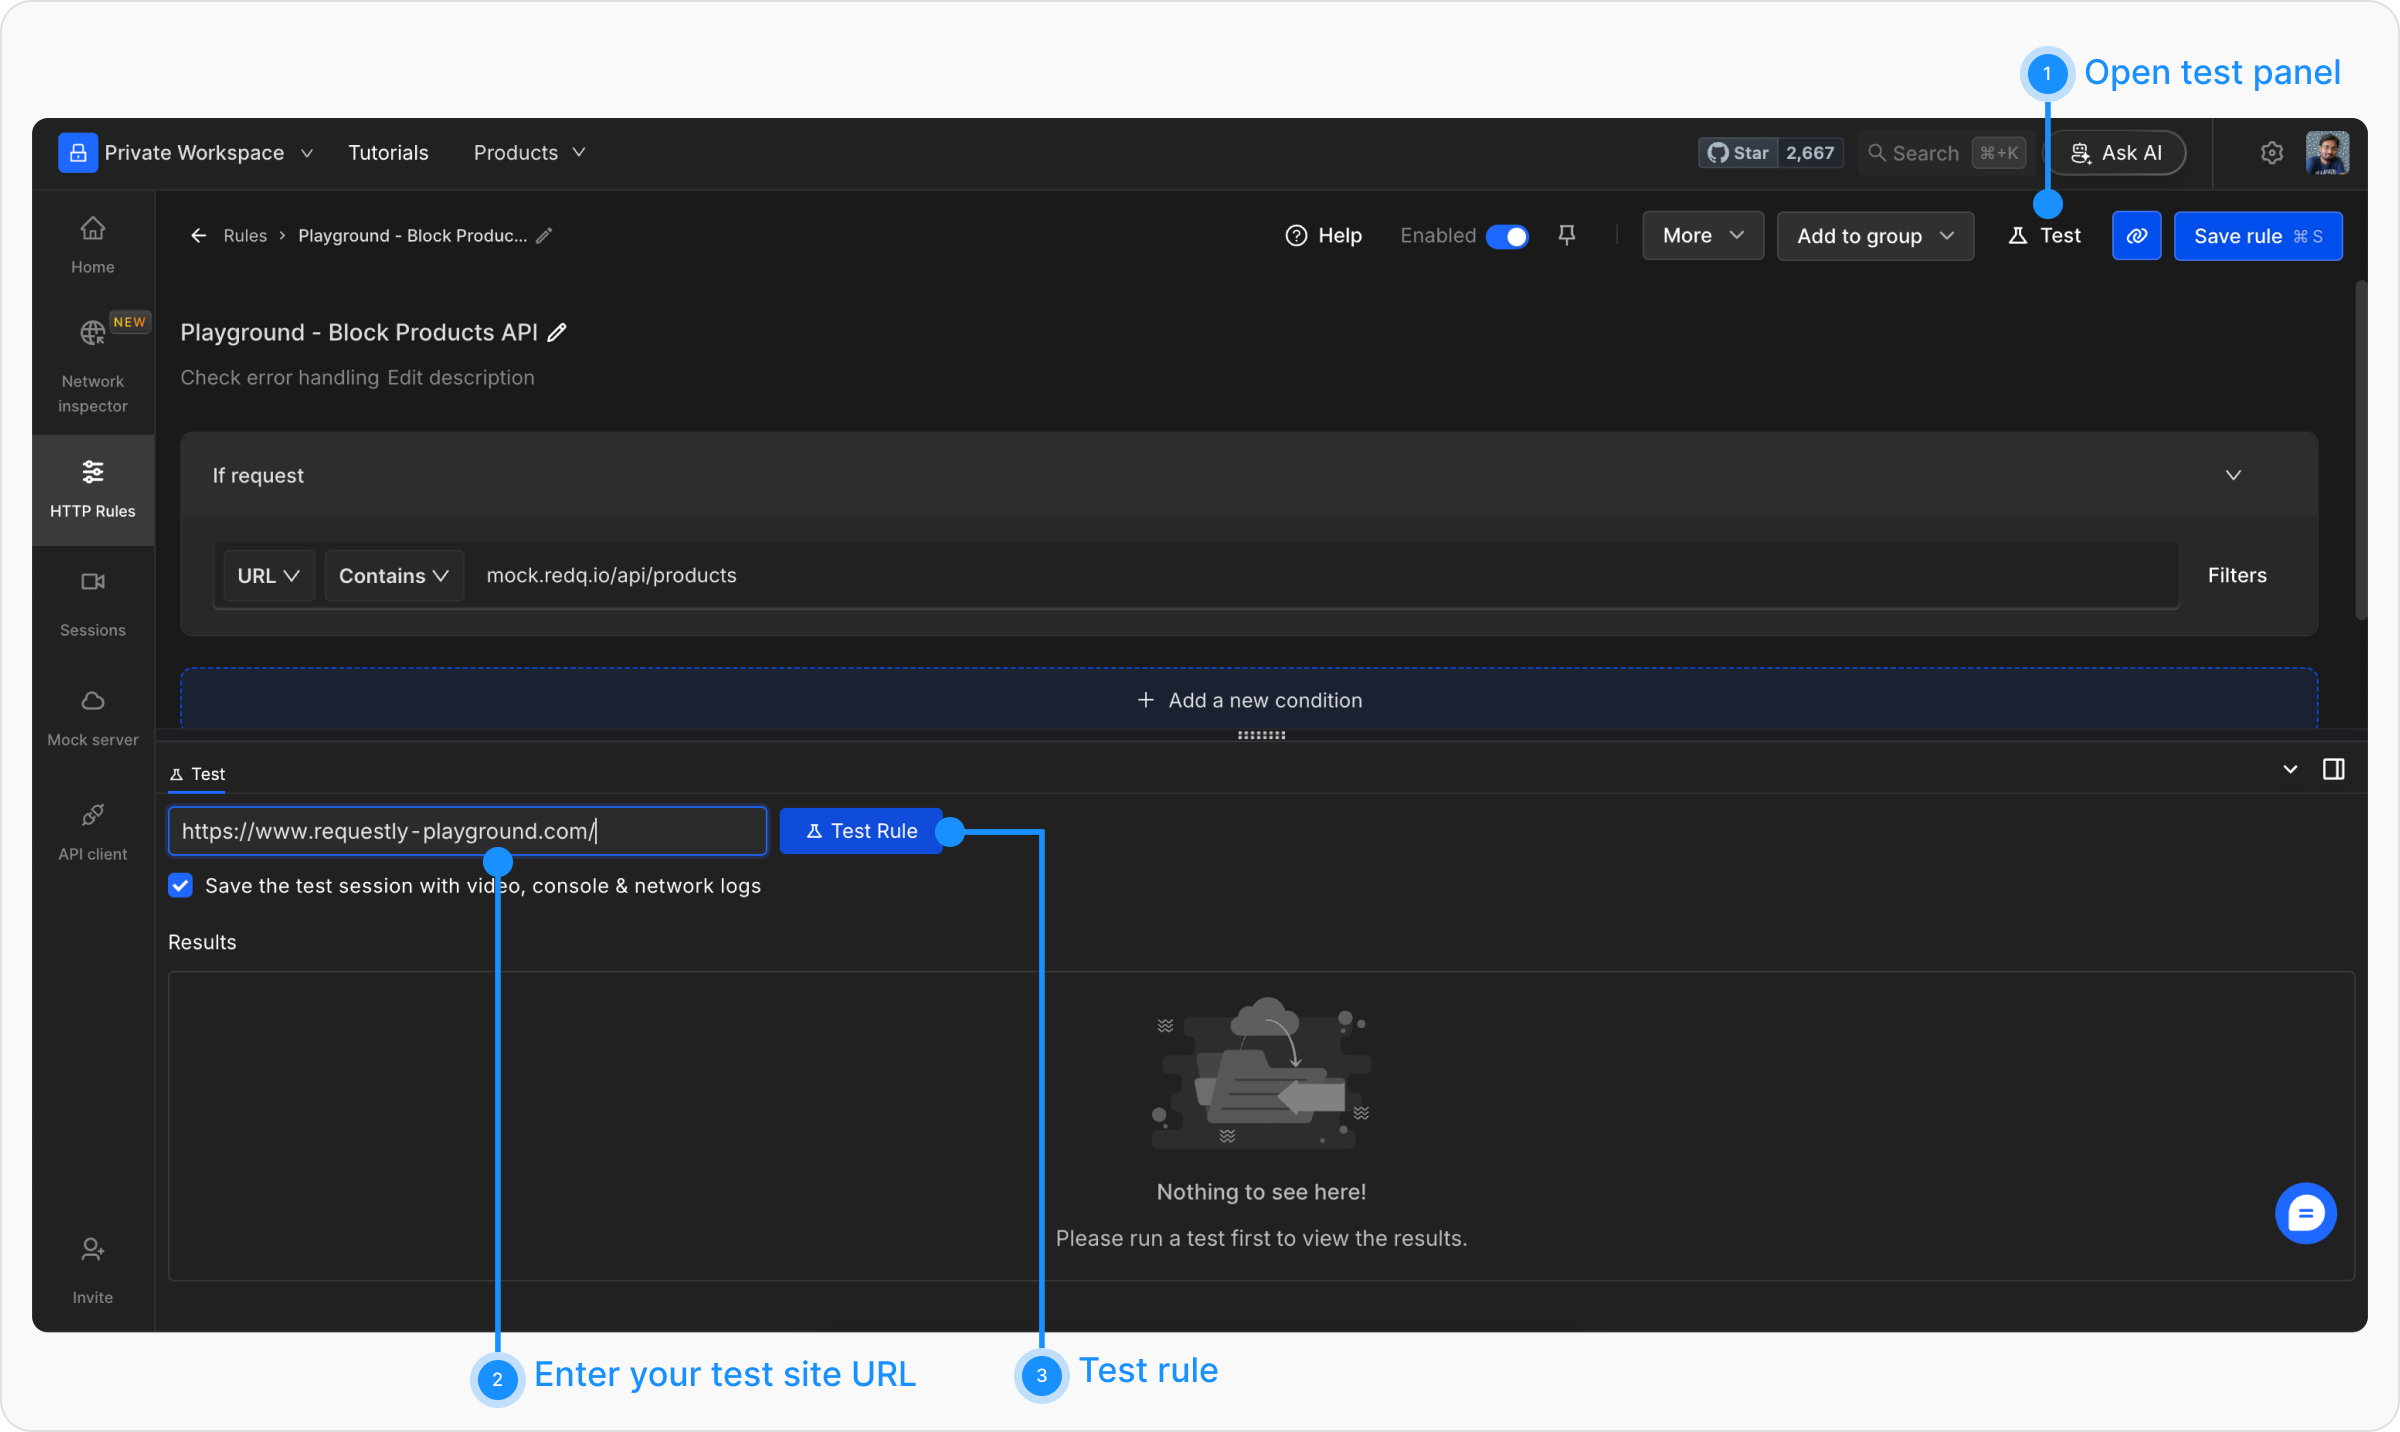 1 Open test panel
Private Workspace Tutorials Products Star 2,667 Search ⌘+K Ask AI
Rules > Playground - Block Produc... Help Enabled More Add to group Test Save rule ⌘ S
Home
NEW
Network
inspector
HTTP Rules
Sessions
Mock server
API client
Invite
Playground - Block Products API
Check error handling Edit description
If request
URL Contains mock.redq.io/api/products Filters
+ Add a new condition
Test
https://www.requestly-playground.com/ Test Rule
Save the test session with video, console & network logs
Results
Nothing to see here!
Please run a test first to view the results.
2 Enter your test site URL
3 Test rule